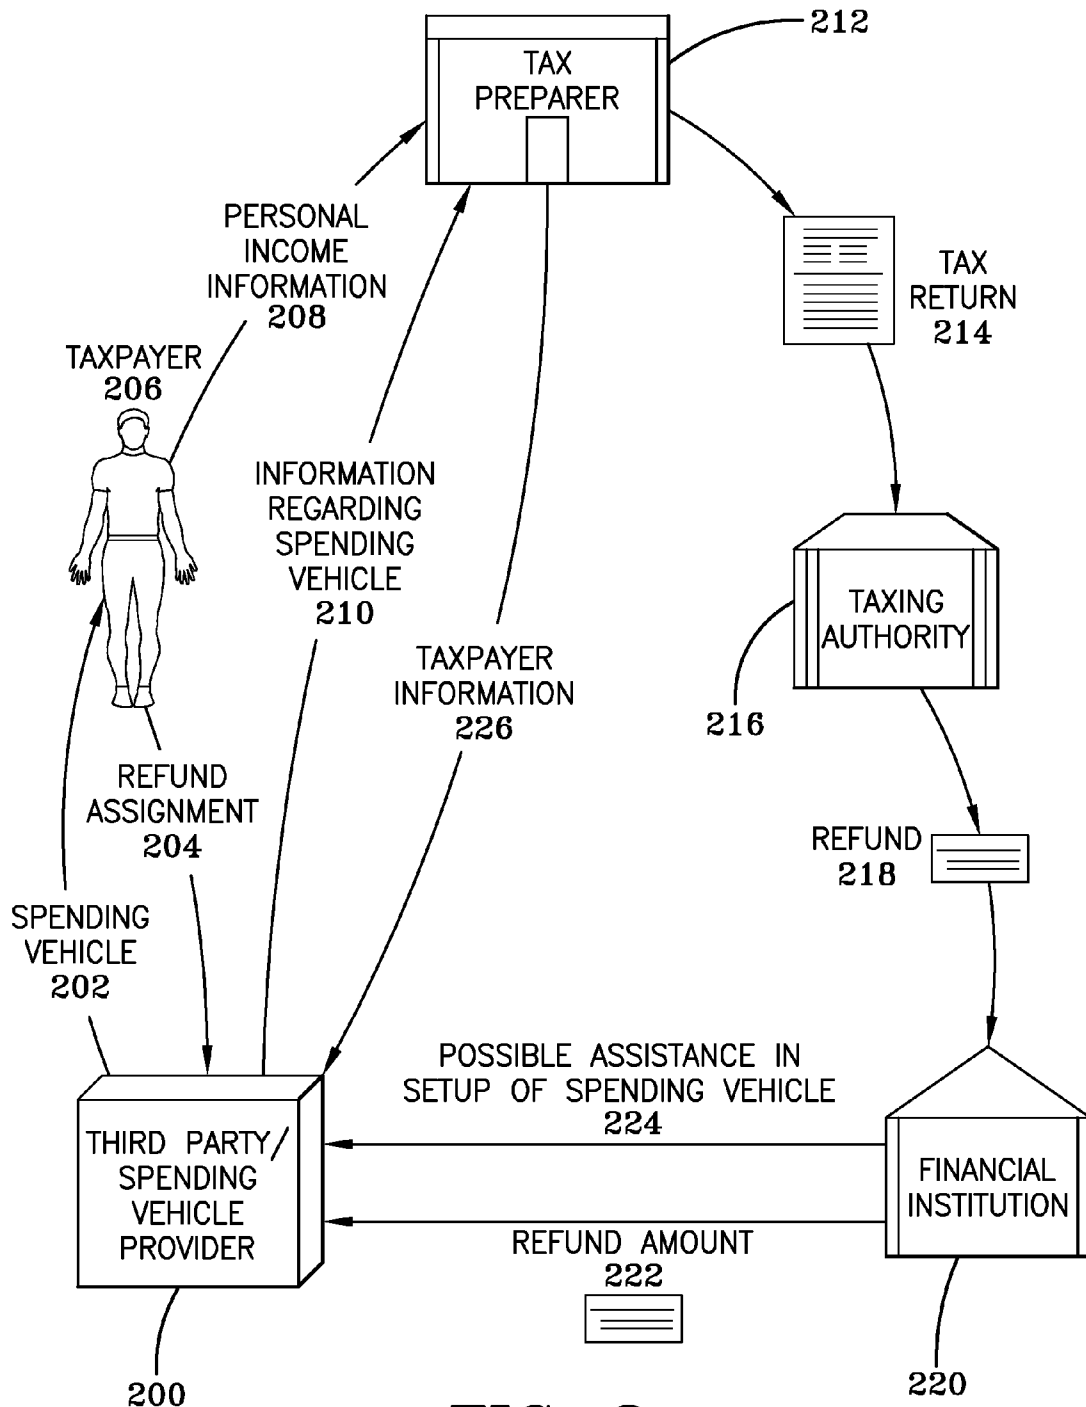 212
TAX
PREPARER
PERSONAL
INCOME
INFORMATION
208
TAX
RETURN
214
TAXPAYER
206
INFORMATION
REGARDING
SPENDING
VEHICLE
210
TAXING
AUTHORITY
216
TAXPAYER
INFORMATION
226
REFUND
ASSIGNMENT
204
REFUND
218
SPENDING
VEHICLE
202
POSSIBLE ASSISTANCE IN
SETUP OF SPENDING VEHICLE
224
THIRD PARTY/
SPENDING
VEHICLE
PROVIDER
FINANCIAL
INSTITUTION
REFUND AMOUNT
222
200
220